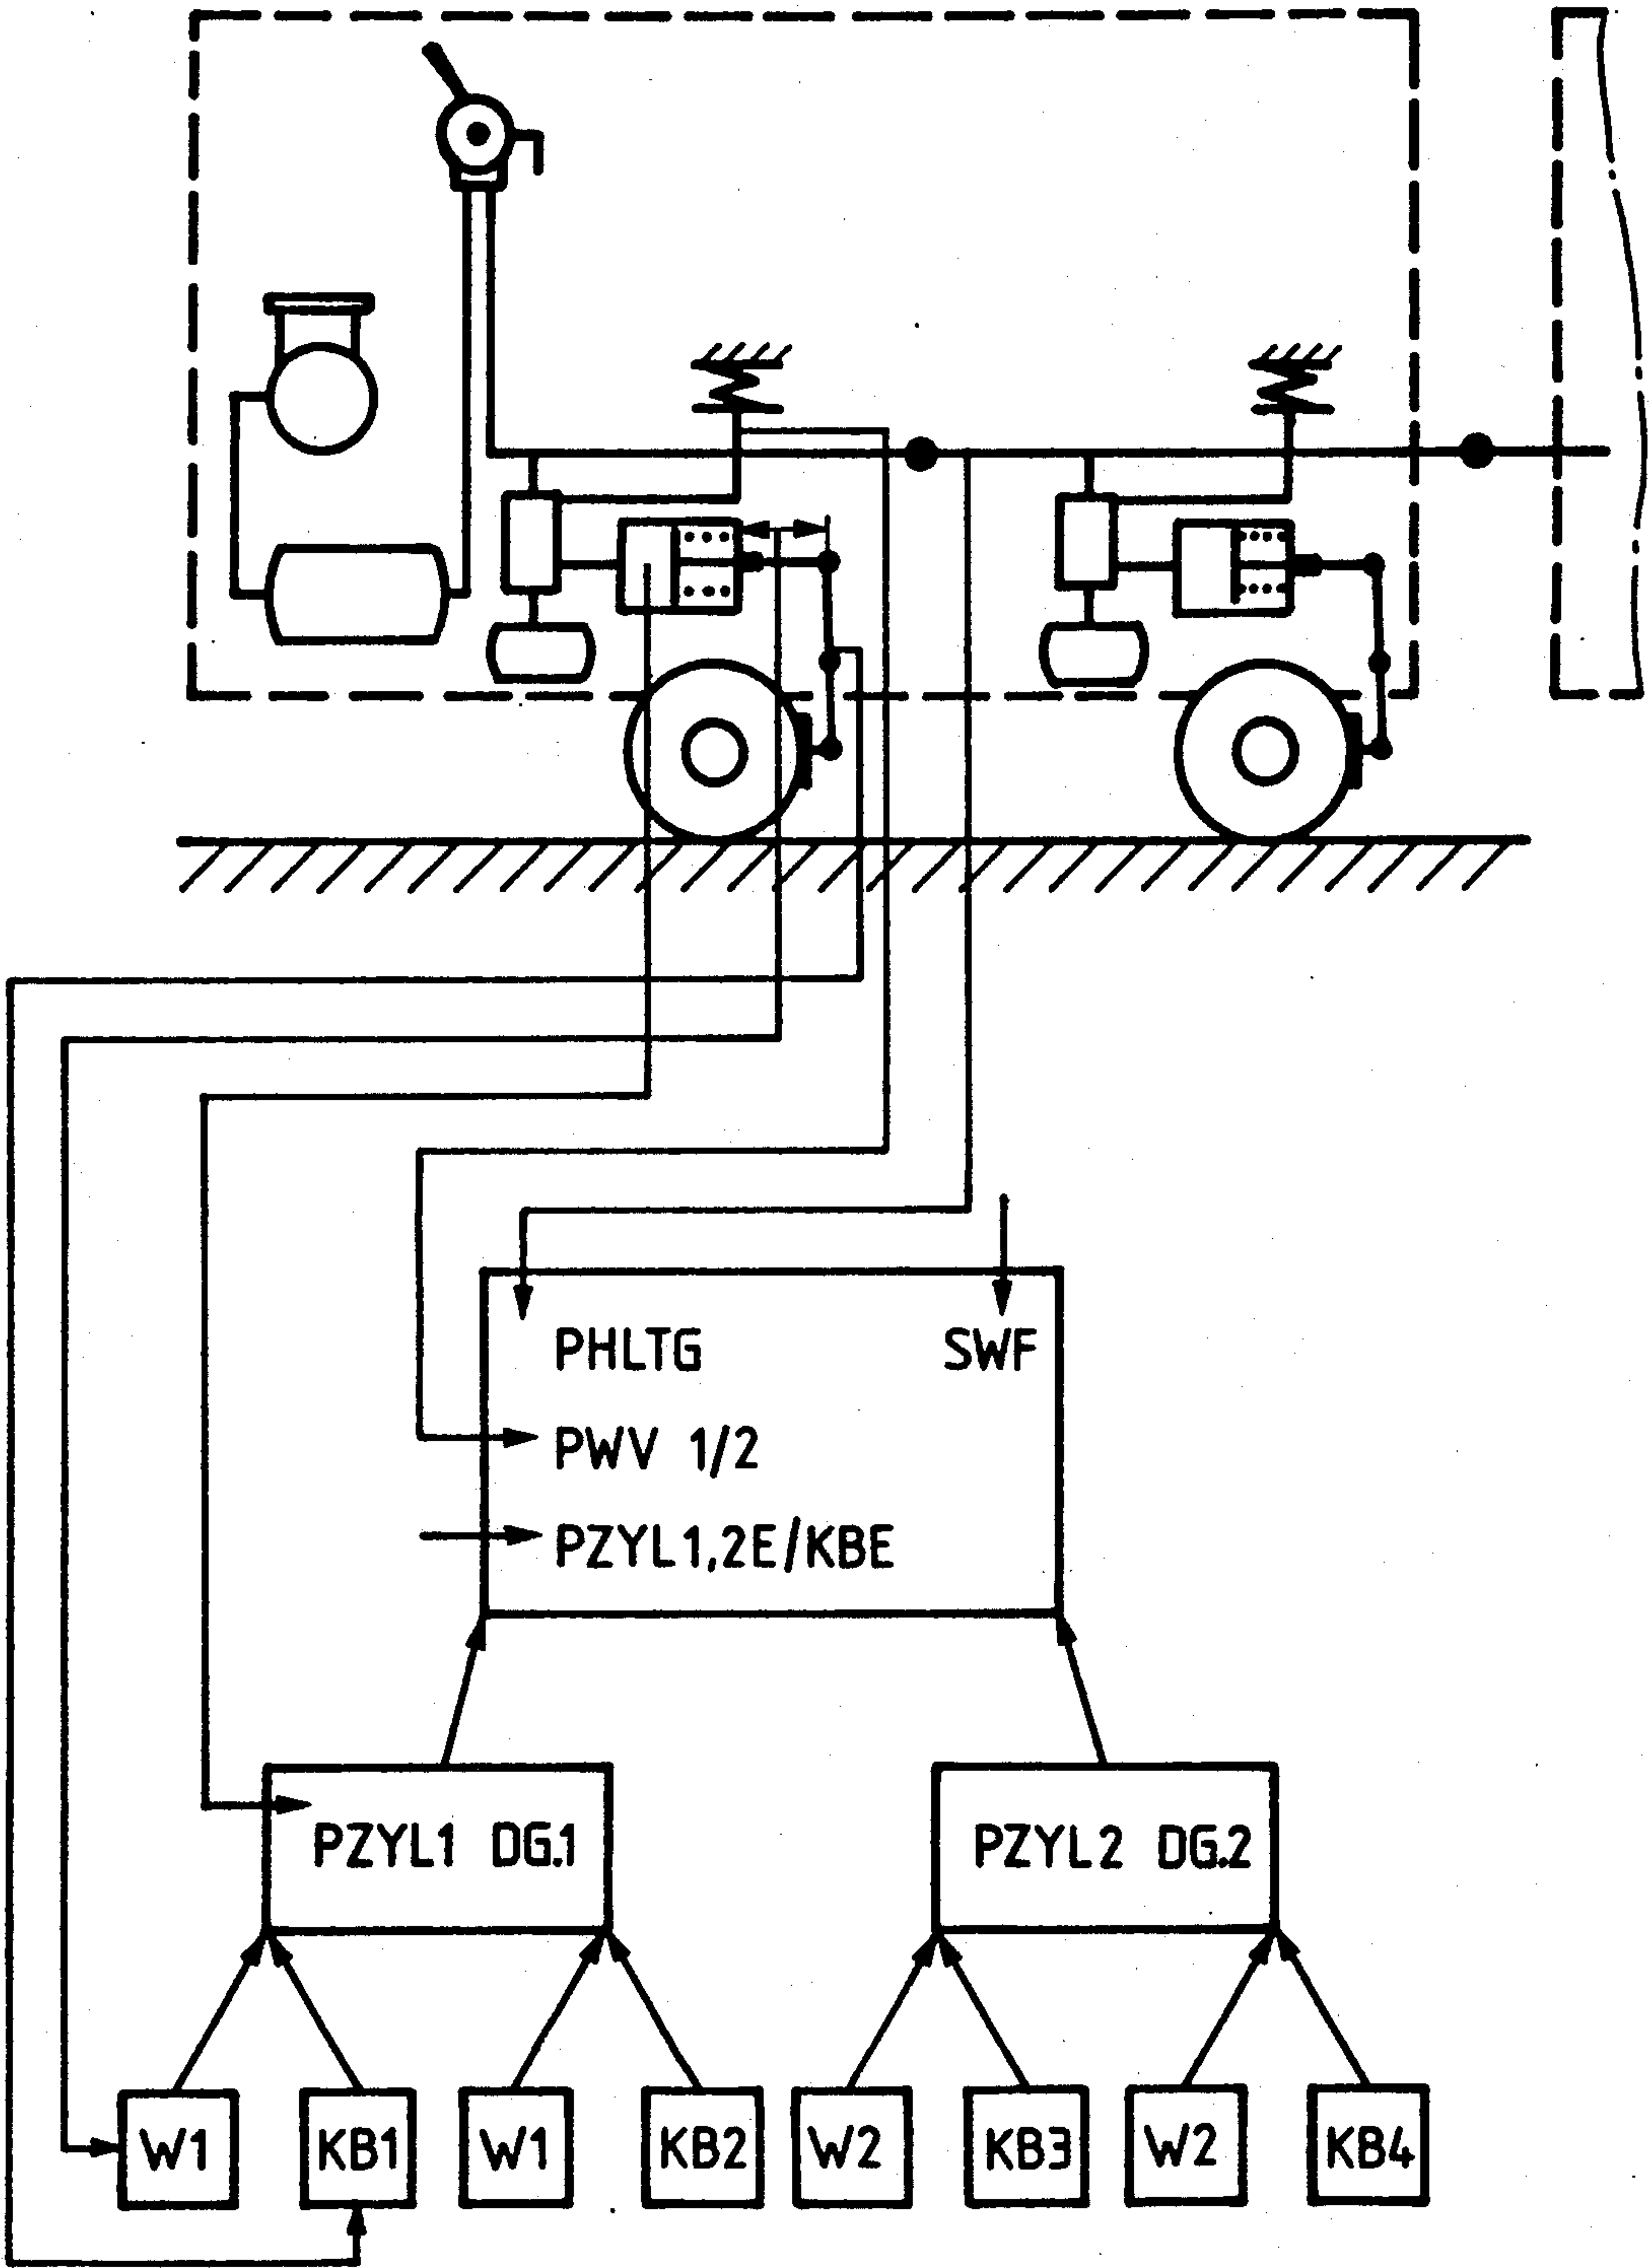 PHLTG SWF
PWV 1/2
PZYL1,2E/KBE
PZYL1 DG.1 PZYL2 DG.2
W1 KB1 W1 KB2 W2 KB3 W2 KB4